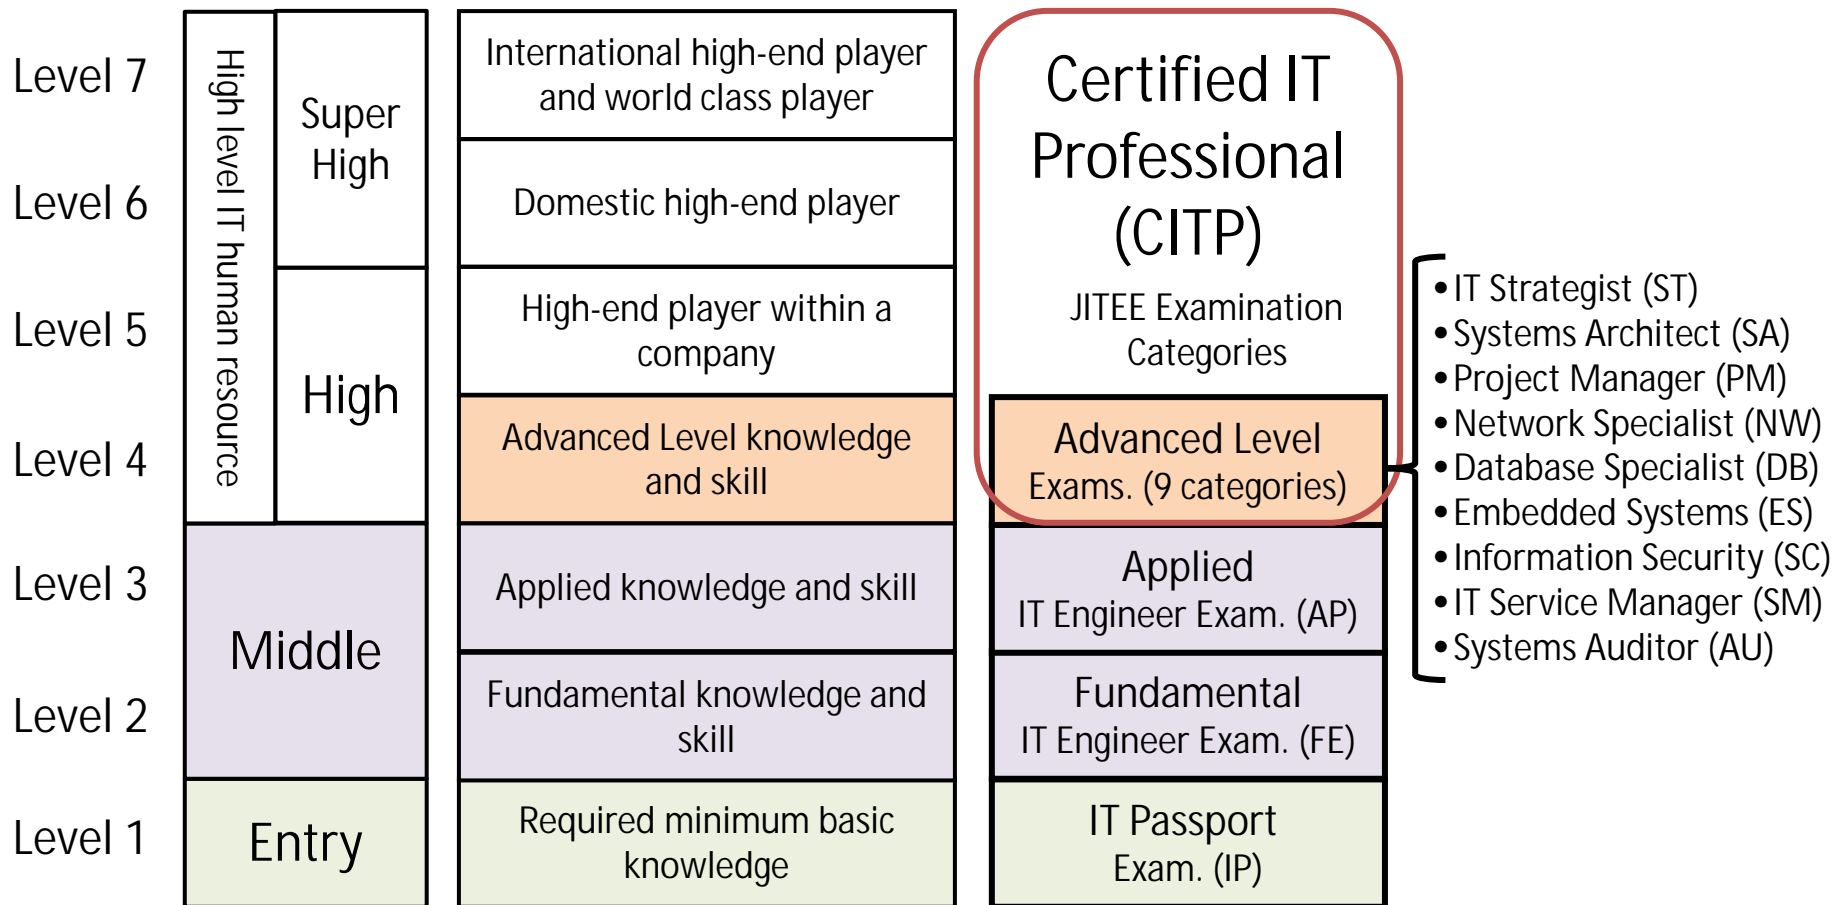 Level 7
Level 6
Level 5
Level 4
Level 3
Level 2
Level 1
High level IT human resource
Super
High
High
Middle
Entry
International high-end player
and world class player
Domestic high-end player
High-end player within a
company
Advanced Level knowledge
and skill
Applied knowledge and skill
Fundamental knowledge and
skill
Required minimum basic
knowledge
Certified IT
Professional
(CITP)
JITEE Examination
Categories
Advanced Level
Exams. (9 categories)
Applied
IT Engineer Exam. (AP)
Fundamental
IT Engineer Exam. (FE)
IT Passport
Exam. (IP)
•IT Strategist (ST)
•Systems Architect (SA)
•Project Manager (PM)
•Network Specialist (NW)
•Database Specialist (DB)
•Embedded Systems (ES)
•Information Security (SC)
•IT Service Manager (SM)
•Systems Auditor (AU)